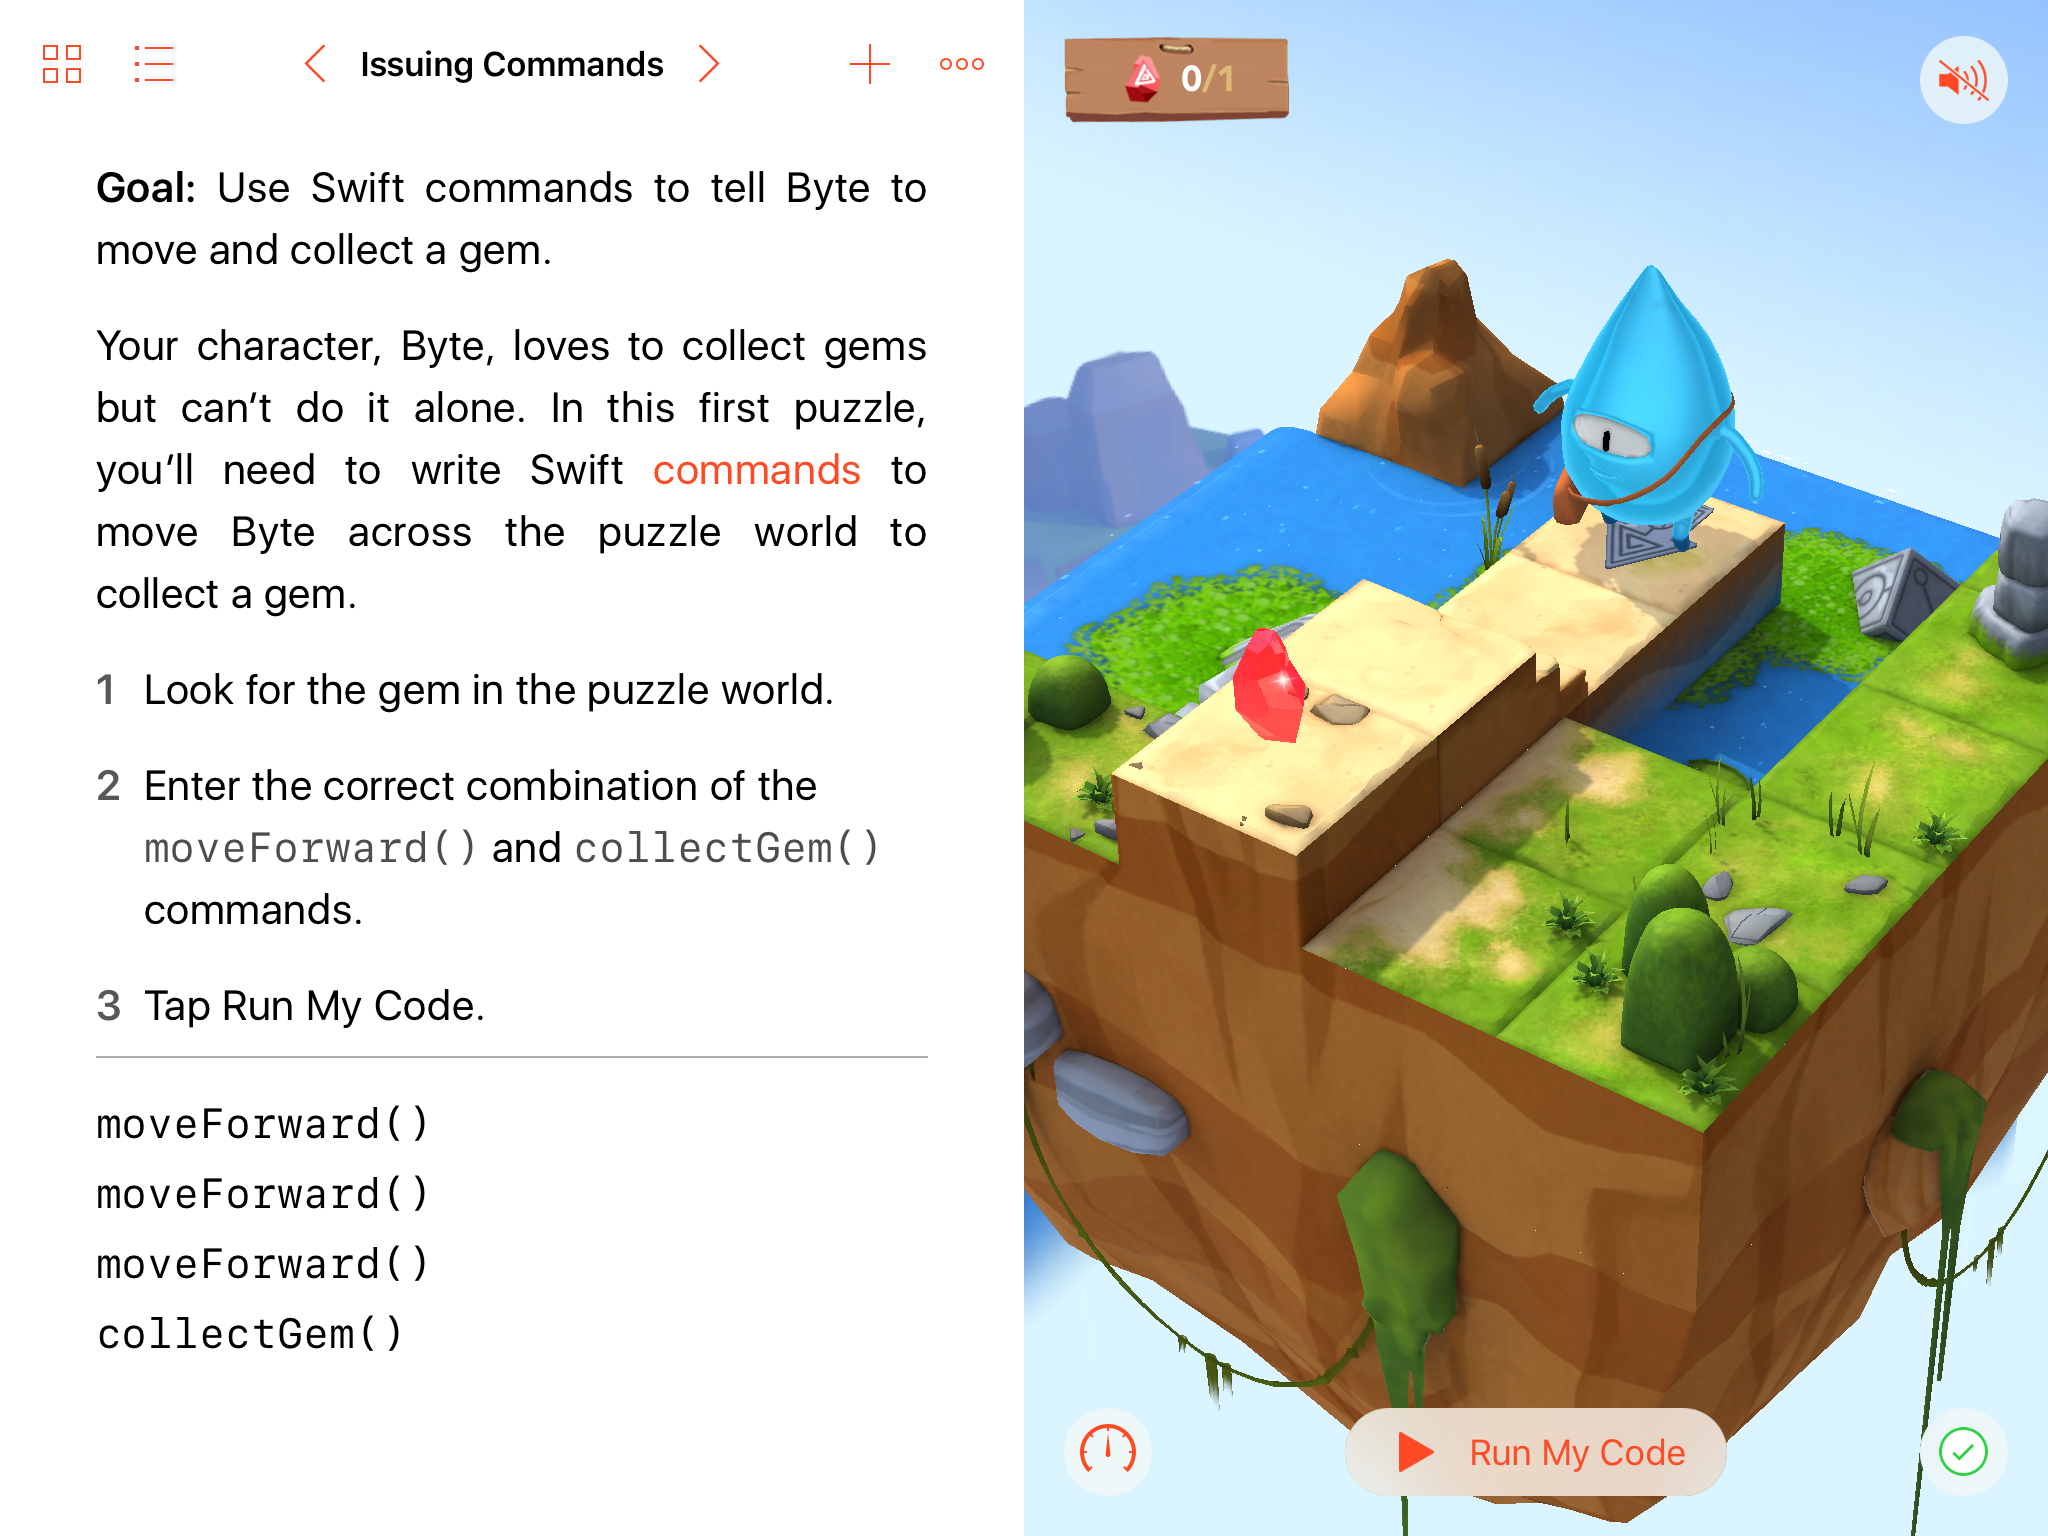 Issuing Commands
0/1
Goal: Use Swift commands to tell Byte to
move and collect a gem.
Your character, Byte, loves to collect gems
but can’t do it alone. In this first puzzle,
you’ll need to write Swift commands to
move Byte across the puzzle world to
collect a gem.
1 Look for the gem in the puzzle world.
2 Enter the correct combination of the
moveForward() and collectGem()
commands.
3 Tap Run My Code.
moveForward()
moveForward()
moveForward()
collectGem()
Run My Code